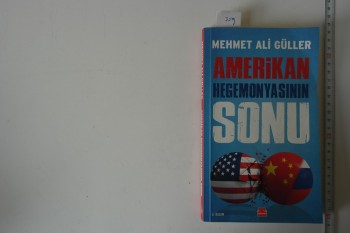 MEHMET ALİ GÜLLER
AMERİKAN
HEGEMONYASININ
SONU